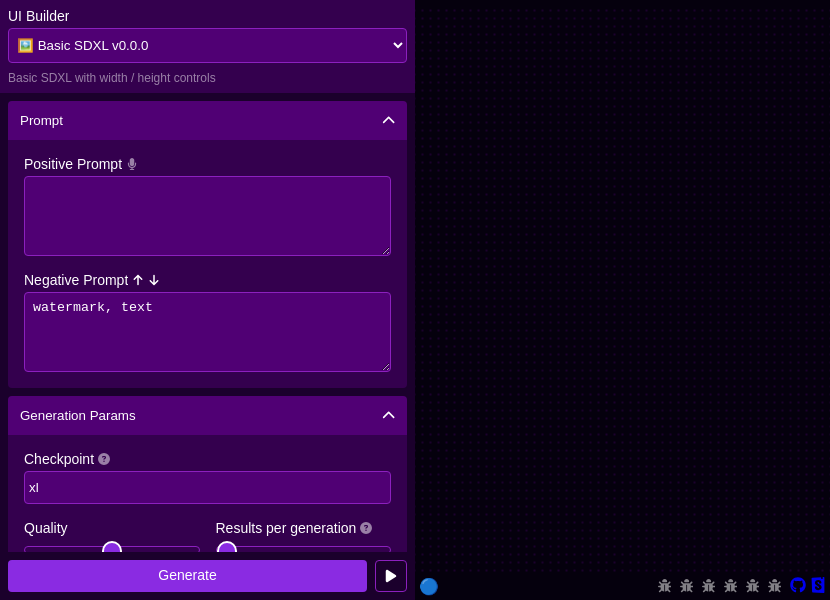 UI Builder
🖼️ Basic SDXL v0.0.0
Basic SDXL with width / height controls
Prompt
Positive Prompt
Negative Prompt
watermark, text
Generation Params
Checkpoint
xl
Quality
Results per generation
Generate